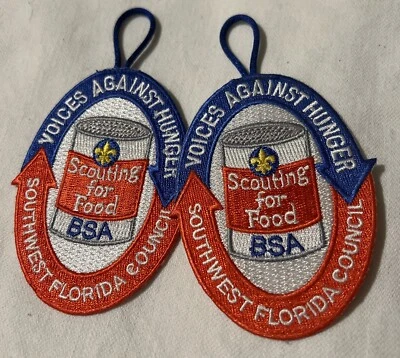 VOICES AGAINST HUNGER
Scouting
for
Food
BSA
SOUTHWEST FLORIDA COUNCIL
VOICES AGAINST HUNGER
Scouting
for
Food
BSA
SOUTHWEST FLORIDA COUNCIL